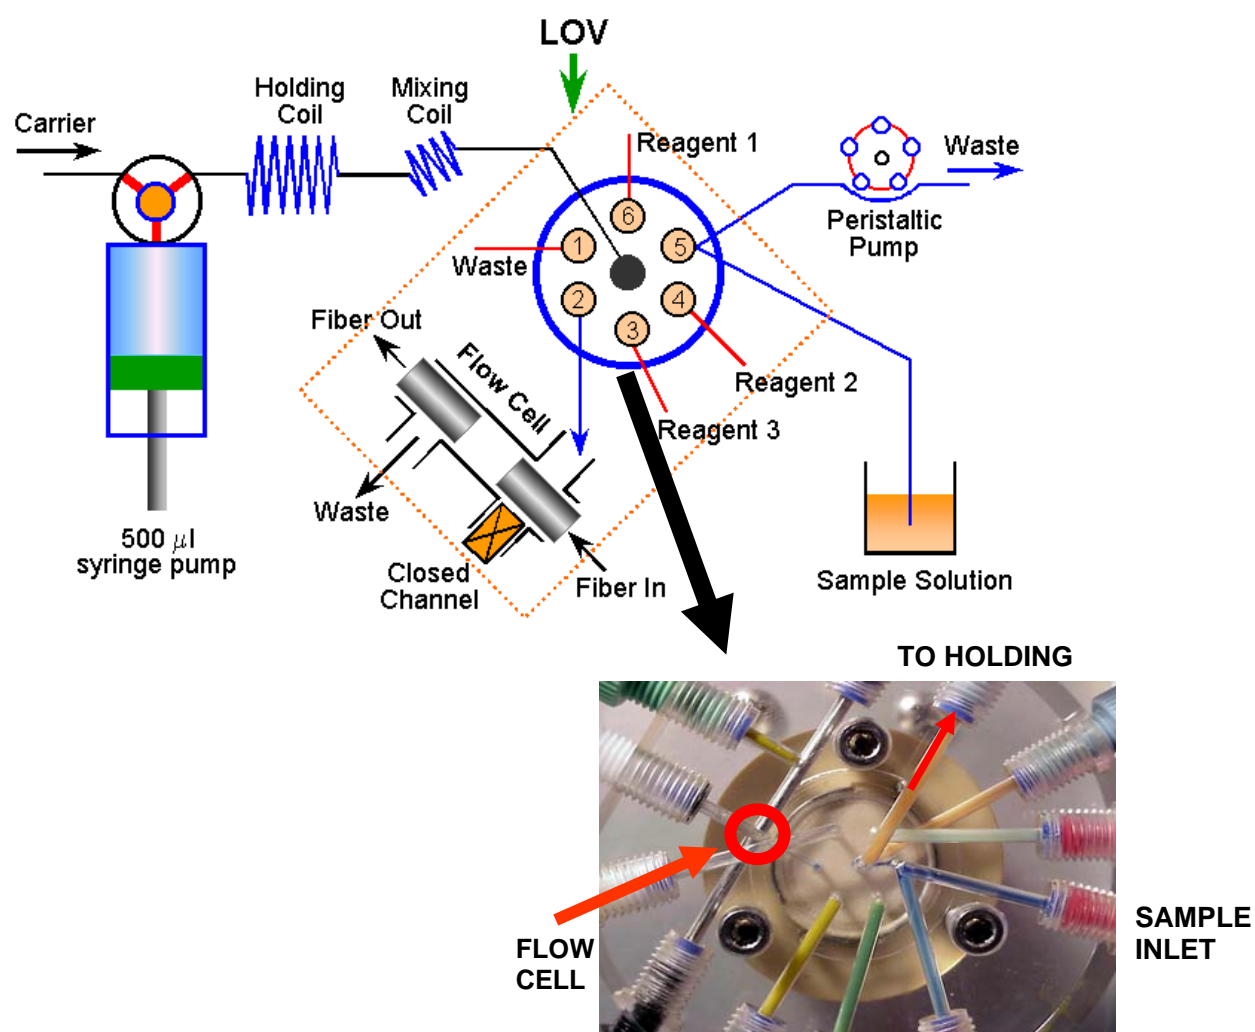 LOV
Holding
Coil
Mixing
Coil
Carrier
Reagent 1
Waste
Peristaltic
Pump
6
1
5
Waste
2
4
3
Fiber Out
Flow Cell
Reagent 2
Reagent 3
Waste
500 µl
syringe pump
Closed
Channel
Fiber In
Sample Solution
TO HOLDING
SAMPLE
INLET
FLOW
CELL